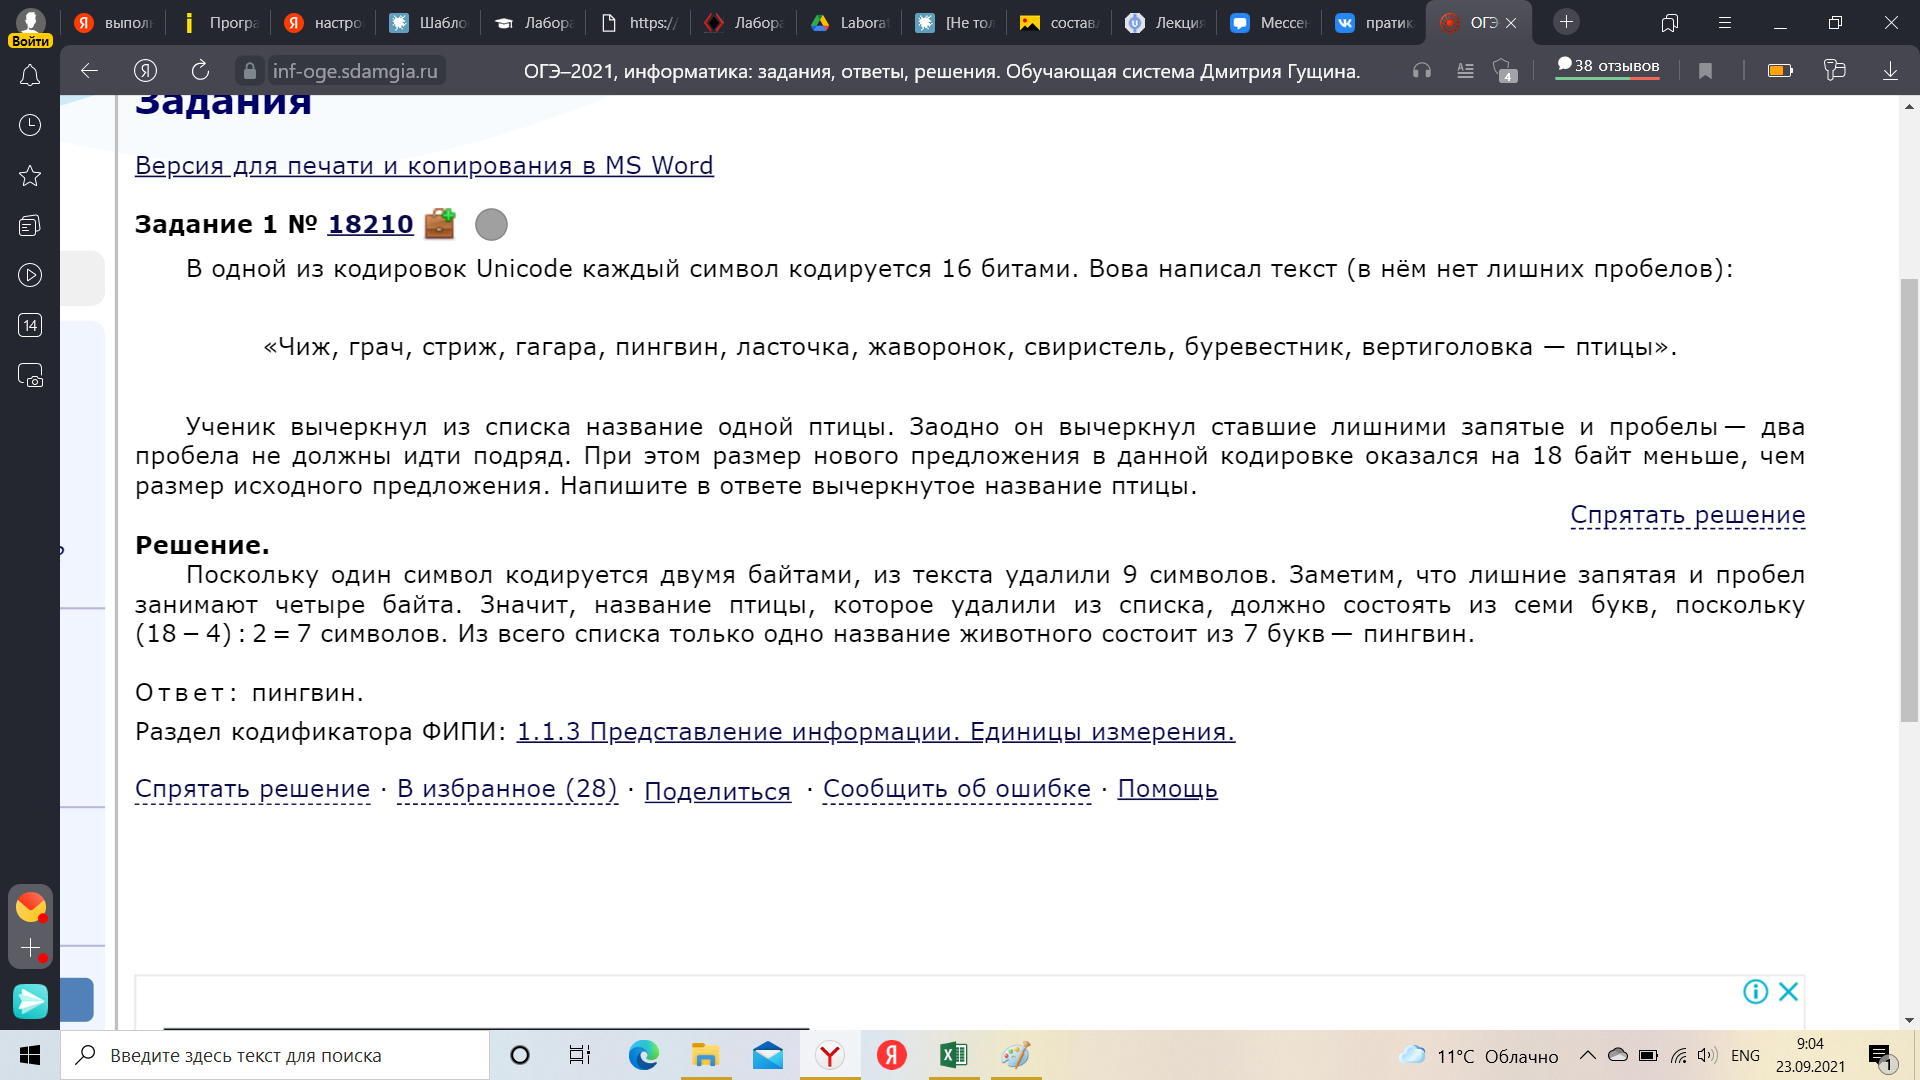 Войти
выполн
Програ
настро
Шабло
Лабора
https://
Лабора
Laborat
[Не тол
составл
Лекция
Мессен
пратик
ОГЭ
inf-oge.sdamgia.ru
ОГЭ–2021, информатика: задания, ответы, решения. Обучающая система Дмитрия Гущина.
4
38 отзывов
14
Задания
Версия для печати и копирования в MS Word
Задание 1 № 18210
В одной из кодировок Unicode каждый символ кодируется 16 битами. Вова написал текст (в нём нет лишних пробелов):
«Чиж, грач, стриж, гагара, пингвин, ласточка, жаворонок, свиристель, буревестник, вертиголовка — птицы».
Ученик вычеркнул из списка название одной птицы. Заодно он вычеркнул ставшие лишними запятые и пробелы — два
пробела не должны идти подряд. При этом размер нового предложения в данной кодировке оказался на 18 байт меньше, чем
размер исходного предложения. Напишите в ответе вычеркнутое название птицы.
Спрятать решение
Решение.
Поскольку один символ кодируется двумя байтами, из текста удалили 9 символов. Заметим, что лишние запятая и пробел
занимают четыре байта. Значит, название птицы, которое удалили из списка, должно состоять из семи букв, поскольку
(18 − 4) : 2 = 7 символов. Из всего списка только одно название животного состоит из 7 букв — пингвин.
Ответ: пингвин.
Раздел кодификатора ФИПИ: 1.1.3 Представление информации. Единицы измерения.
Спрятать решение · В избранное (28) · Поделиться · Сообщить об ошибке · Помощь
Введите здесь текст для поиска
11°C Облачно
ENG
9:04
23.09.2021
1